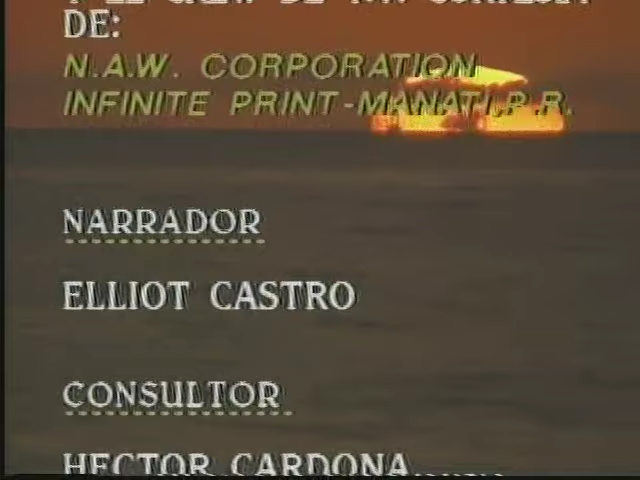 DE:
N.A.W. CORPORATION
INFINITE PRINT-MANATI,P.R.
NARRADOR
ELLIOT CASTRO
CONSULTOR
HECTOR CARDONA